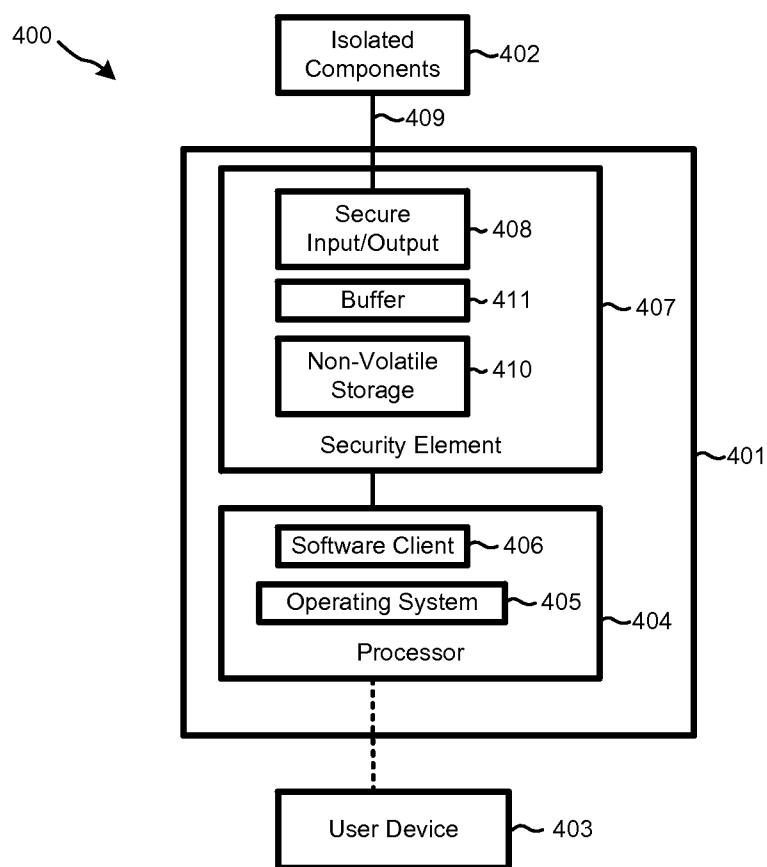 400
Isolated
Components
402
409
Secure
Input/Output
408
Buffer
411
407
Non-Volatile
Storage
410
Security Element
401
Software Client
406
Operating System
405
404
Processor
User Device
403